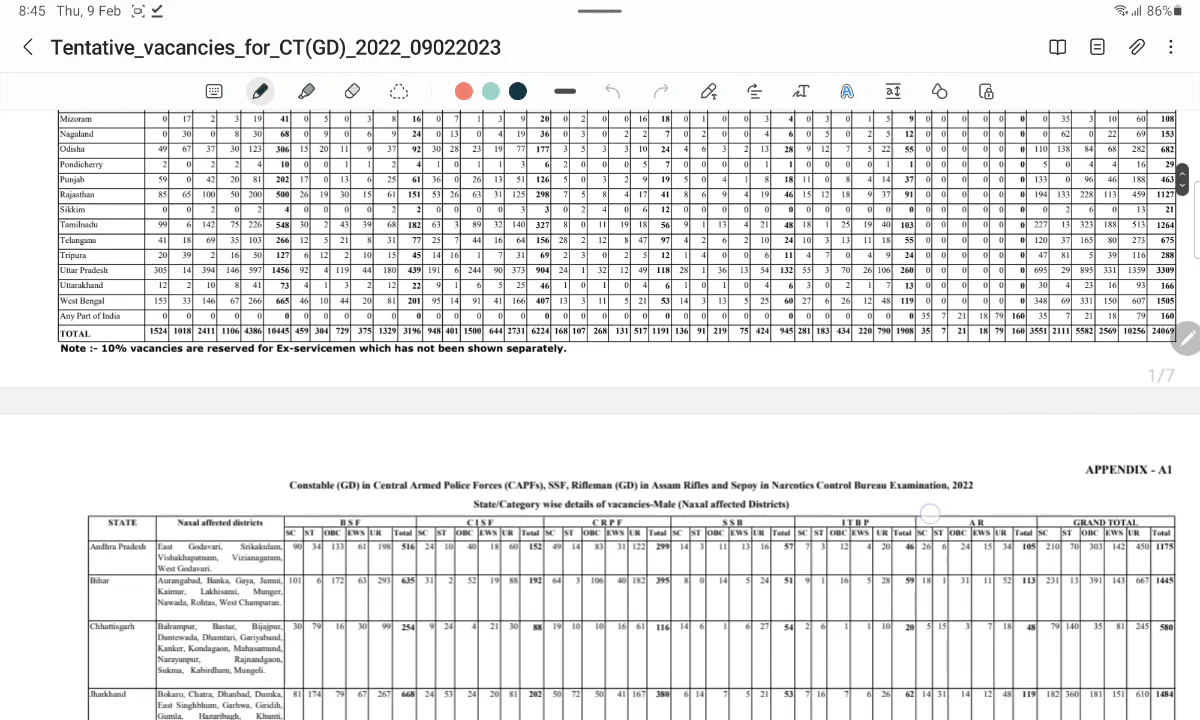 8:45 Thu, 9 Feb 86%
Tentative_vacancies_for_CT(GD)_2022_09022023
Mizoram 0 17 2 3 19 41 0 5 0 3 8 16 0 7 1 3 9 20 0 2 0 0 16 18 0 1 0 0 3 4 0 3 0 1 5 9 0 0 0 0 0 0 0 35 3 10 60 108
Nagaland 0 30 0 8 30 68 0 9 0 6 9 24 0 13 0 4 19 36 0 3 0 2 2 7 0 2 0 0 4 6 0 5 0 2 5 12 0 0 0 0 0 0 0 62 0 22 69 153
Odisha 49 67 37 30 123 306 15 20 11 9 37 92 30 28 23 19 77 177 3 5 3 3 10 24 4 6 3 2 13 28 9 12 7 5 22 55 0 0 0 0 0 0 110 138 84 68 282 682
Pondicherry 2 0 2 2 4 10 0 0 1 1 2 4 1 0 1 1 3 6 2 0 0 0 5 7 0 0 0 0 1 1 0 0 0 0 1 1 0 0 0 0 0 0 5 0 4 4 16 29
Punjab 59 0 42 20 81 202 17 0 13 6 25 61 36 0 26 13 51 126 5 0 3 2 9 19 5 0 4 1 8 18 11 0 8 4 14 37 0 0 0 0 0 0 133 0 96 46 188 463
Rajasthan 85 65 100 50 200 500 26 19 30 15 61 151 53 26 63 31 125 298 7 5 8 4 17 41 8 6 9 4 19 46 15 12 18 9 37 91 0 0 0 0 0 0 194 133 228 113 459 1127
Sikkim 0 0 2 0 2 4 0 0 0 0 2 2 0 0 0 0 3 3 0 2 4 0 6 12 0 0 0 0 0 0 0 0 0 0 0 0 0 0 0 0 0 0 0 2 6 0 13 21
Tamilnadu 99 6 142 75 226 548 30 2 43 39 68 182 63 3 89 32 140 327 8 0 11 19 18 56 9 1 13 4 21 48 18 1 25 19 40 103 0 0 0 0 0 0 227 13 323 188 513 1264
Telangana 41 18 69 35 103 266 12 5 21 8 31 77 25 7 44 16 64 156 28 2 12 8 47 97 4 2 6 2 10 24 10 3 13 11 18 55 0 0 0 0 0 0 120 37 165 80 273 675
Tripura 20 39 2 16 50 127 6 12 2 10 15 45 14 16 1 7 31 69 2 3 0 2 5 12 1 4 0 0 6 11 4 7 0 4 9 24 0 0 0 0 0 0 47 81 5 39 116 288
Uttar Pradesh 305 14 394 146 597 1456 92 4 119 44 180 439 191 6 244 90 373 904 24 1 32 12 49 118 28 1 36 13 54 132 55 3 70 26 106 260 0 0 0 0 0 0 695 29 895 331 1359 3309
Uttarakhand 12 2 10 8 41 73 4 1 3 2 12 22 9 1 6 5 25 46 1 0 1 0 4 6 1 0 1 0 4 6 3 0 2 1 7 13 0 0 0 0 0 0 30 4 23 16 93 166
West Bengal 153 33 146 67 266 665 46 10 44 20 81 201 95 14 91 41 166 407 13 3 11 5 21 53 14 3 13 5 25 60 27 6 26 12 48 119 0 0 0 0 0 0 348 69 331 150 607 1505
Any Part of India 0 0 0 0 0 0 0 0 0 0 0 0 0 0 0 0 0 0 0 0 0 0 0 0 0 0 0 0 0 0 0 0 0 0 0 0 35 7 21 18 79 160 35 7 21 18 79 160
TOTAL 1524 1018 2411 1106 4386 10445 459 304 729 375 1329 3196 948 401 1500 644 2731 6224 168 107 268 131 517 1191 136 91 219 75 424 945 281 183 434 220 790 1908 35 7 21 18 79 160 3551 2111 5582 2569 10256 24069
Note :- 10% vacancies are reserved for Ex-servicemen which has not been shown separately.
1/7
APPENDIX - A1
Constable (GD) in Central Armed Police Forces (CAPFs), SSF, Rifleman (GD) in Assam Rifles and Sepoy in Narcotics Control Bureau Examination, 2022
State/Category wise details of vacancies-Male (Naxal affected Districts)
STATE Naxal affected districts B S F C I S F C R P F S S B I T B P A R GRAND TOTAL
SC ST OBC EWS UR Total SC ST OBC EWS UR Total SC ST OBC EWS UR Total SC ST OBC EWS UR Total SC ST OBC EWS UR Total SC ST OBC EWS UR Total SC ST OBC EWS UR Total
Andhra Pradesh East Godavari, Srikakulam, 90 34 133 61 198 516 24 10 40 18 60 152 49 14 83 31 122 299 14 3 11 13 16 57 7 3 12 4 20 46 26 6 24 15 34 105 210 70 303 142 450 1175
Vishakhapatnam, Vizianagaram,
West Godavari.
Bihar Aurangabad, Banka, Gaya, Jamui, 101 6 172 63 293 635 31 2 52 19 88 192 64 3 106 40 182 395 8 0 14 5 24 51 9 1 16 5 28 59 18 1 31 11 52 113 231 13 391 143 667 1445
Kaimur, Lakhisarai, Munger,
Nawada, Rohtas, West Champaran.
Chhattisgarh Balrampur, Bastar, Bijajpur, 30 79 16 30 99 254 9 24 4 21 30 88 19 10 10 16 61 116 14 6 1 6 27 54 2 6 1 1 10 20 5 15 3 7 18 48 79 140 35 81 245 580
Dantewada, Dhamtari, Gariyaband,
Kanker, Kondagaon, Mahasamund,
Narayanpur, Rajnandgaon,
Sukma, Kabirdham, Mungeli.
Jharkhand Bokaro, Chatra, Dhanbad, Dumka, 81 174 79 67 267 668 24 53 24 20 81 202 50 72 50 41 167 380 6 14 7 5 21 53 7 16 7 6 26 62 14 31 14 12 48 119 182 360 181 151 610 1484
East Singhbhum, Garhwa, Giridih,
Gumla, Hazaribagh, Khunti,